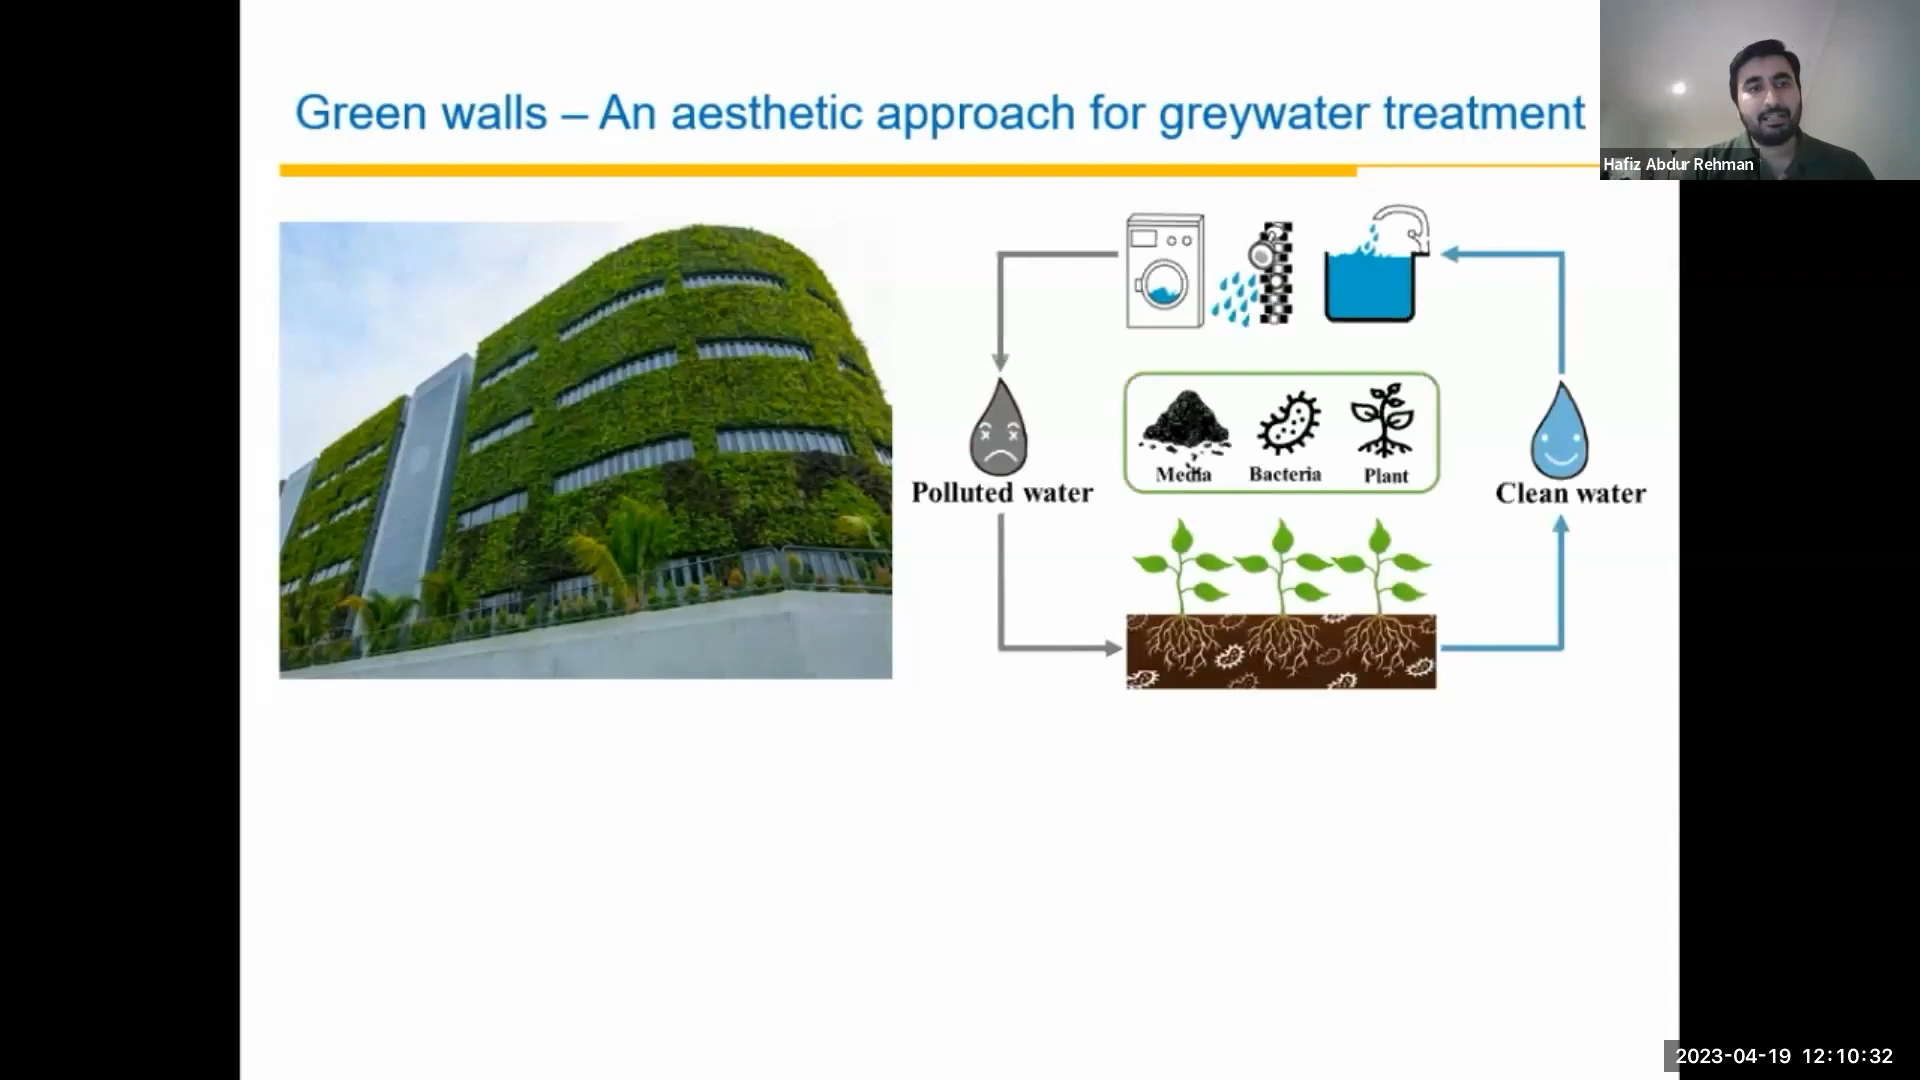 Green walls – An aesthetic approach for greywater treatment
Hafiz Abdur Rehman
Media Bacteria Plant
Polluted water
Clean water
2023-04-19 12:10:32